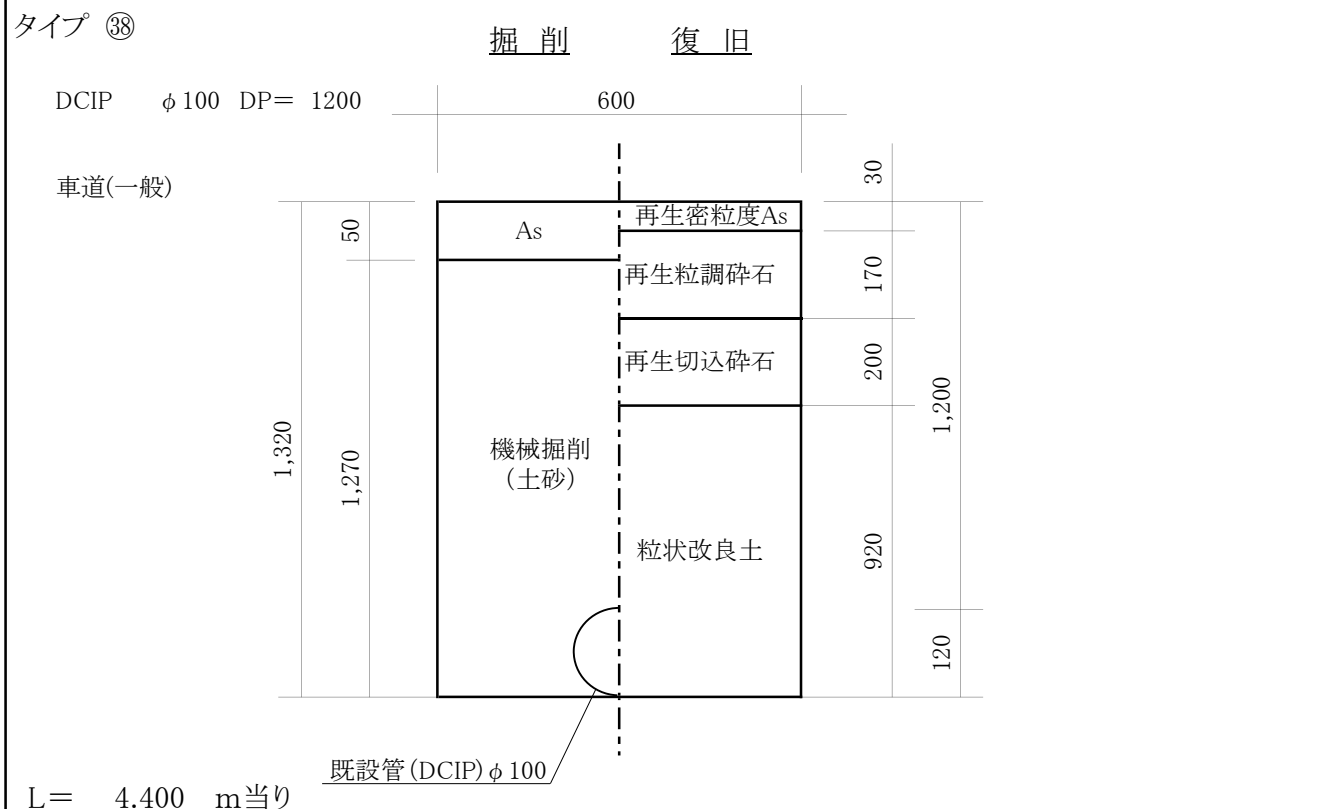 タイプ ㊳
掘 削 復 旧
DCIP φ100 DP= 1200
600
車道(一般)
30
再生密粒度As
50
As
再生粒調砕石
170
再生切込砕石
200
1,200
1,320
機械掘削
(土砂)
1,270
粒状改良土
920
120
既設管(DCIP)φ100
L= 4.400 m当り